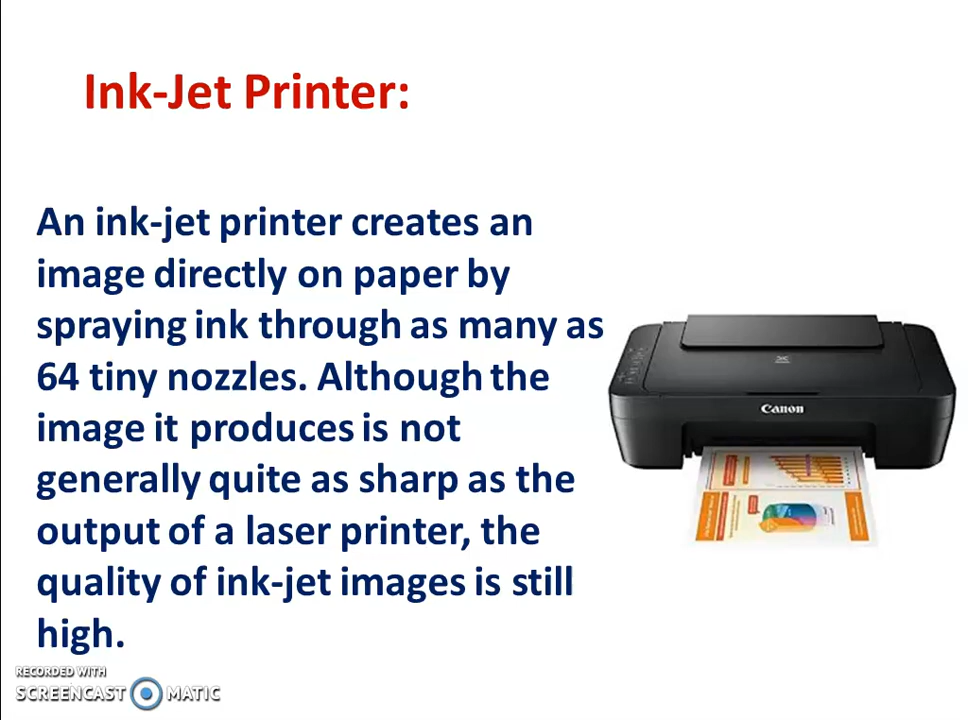 Ink-Jet Printer:
An ink-jet printer creates an
image directly on paper by
spraying ink through as many as
64 tiny nozzles. Although the
image it produces is not
generally quite as sharp as the
output of a laser printer, the
quality of ink-jet images is still
high.
Canon
RECORDED WITH
SCREENCAST MATIC